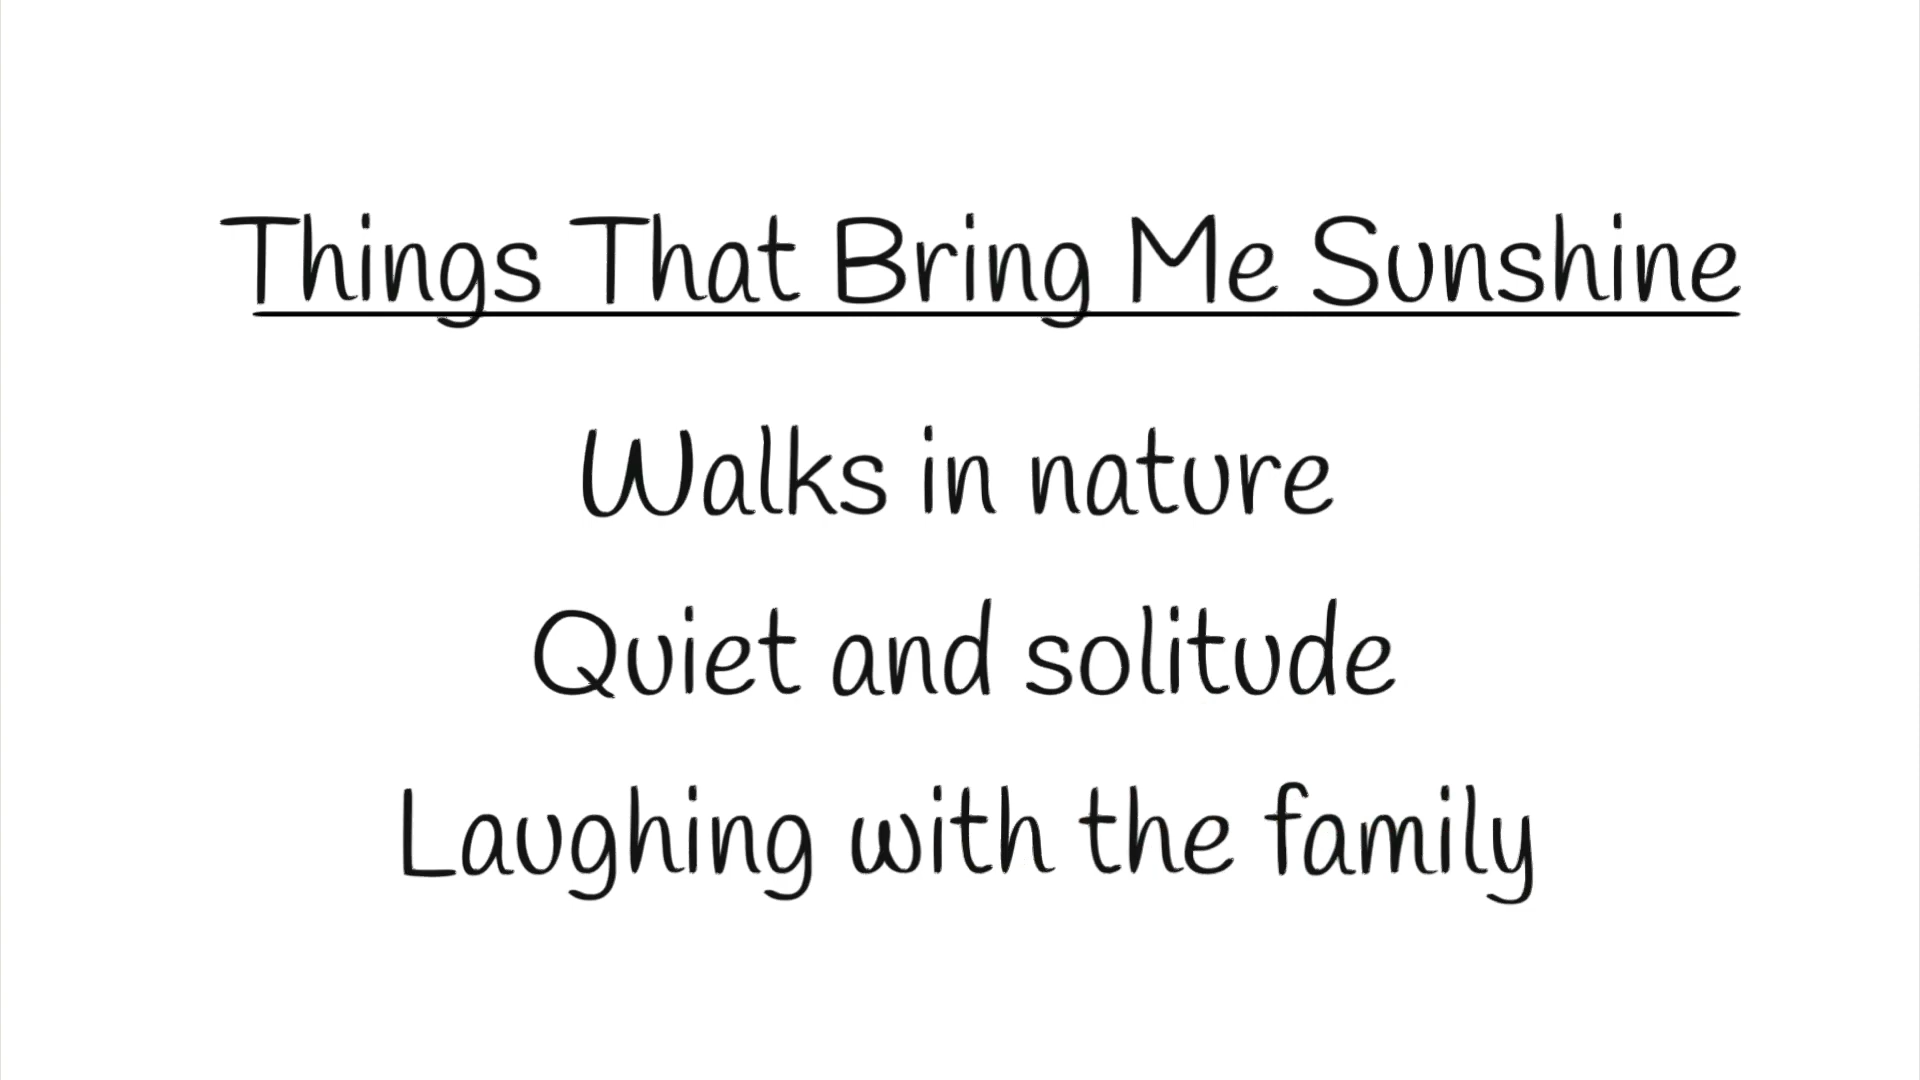 Things That Bring Me Sunshine
Walks in nature
Quiet and solitude
Laughing with the family